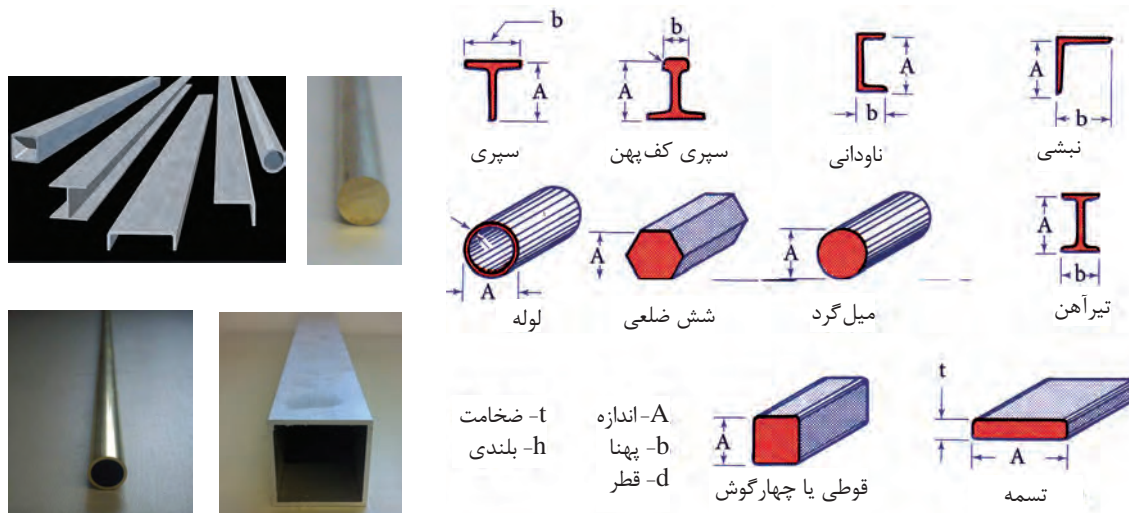 b
b
A
A
A
A
b
b
سپری
سپری کف‌پهن
ناودانی
نبشی
A
A
A
A
b
لوله
شش ضلعی
میل‌گرد
تیرآهن
t
A
A
A- اندازه
t- ضخامت
b- پهنا
h- بلندی
d- قطر
قوطی یا چهارگوش
تسمه